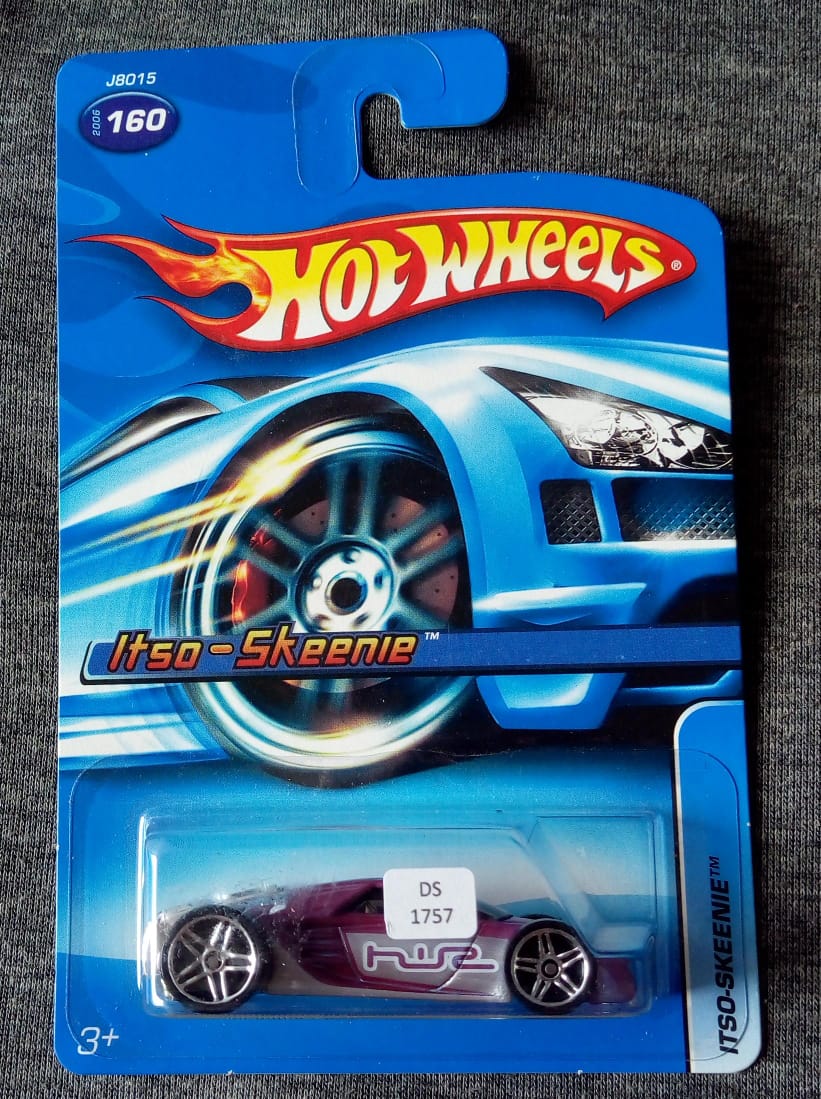 J8015
2006
160
HOT WHEELS®
Itso-Skeenie™
DS
1757
ITSO-SKEENIE™
3+